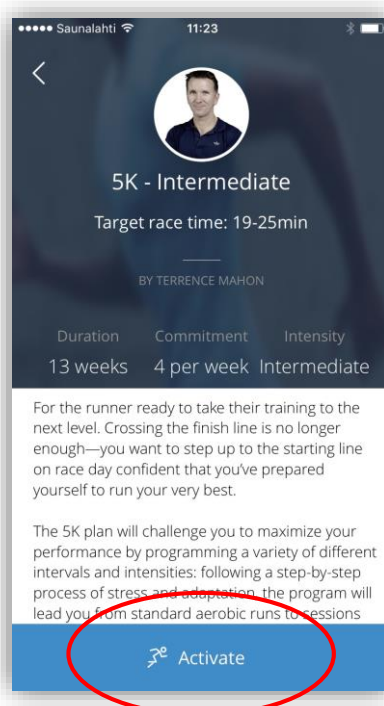 Saunalahti 11:23
5K - Intermediate
Target race time: 19-25min
BY TERRENCE MAHON
Duration Commitment Intensity
13 weeks 4 per week Intermediate
For the runner ready to take their training to the
next level. Crossing the finish line is no longer
enough—you want to step up to the starting line
on race day confident that you’ve prepared
yourself to run your very best.
The 5K plan will challenge you to maximize your
performance by programming a variety of different
intervals and intensities: following a step-by-step
process of stress and adaptation, the program will
lead you from standard aerobic runs to sessions
Activate